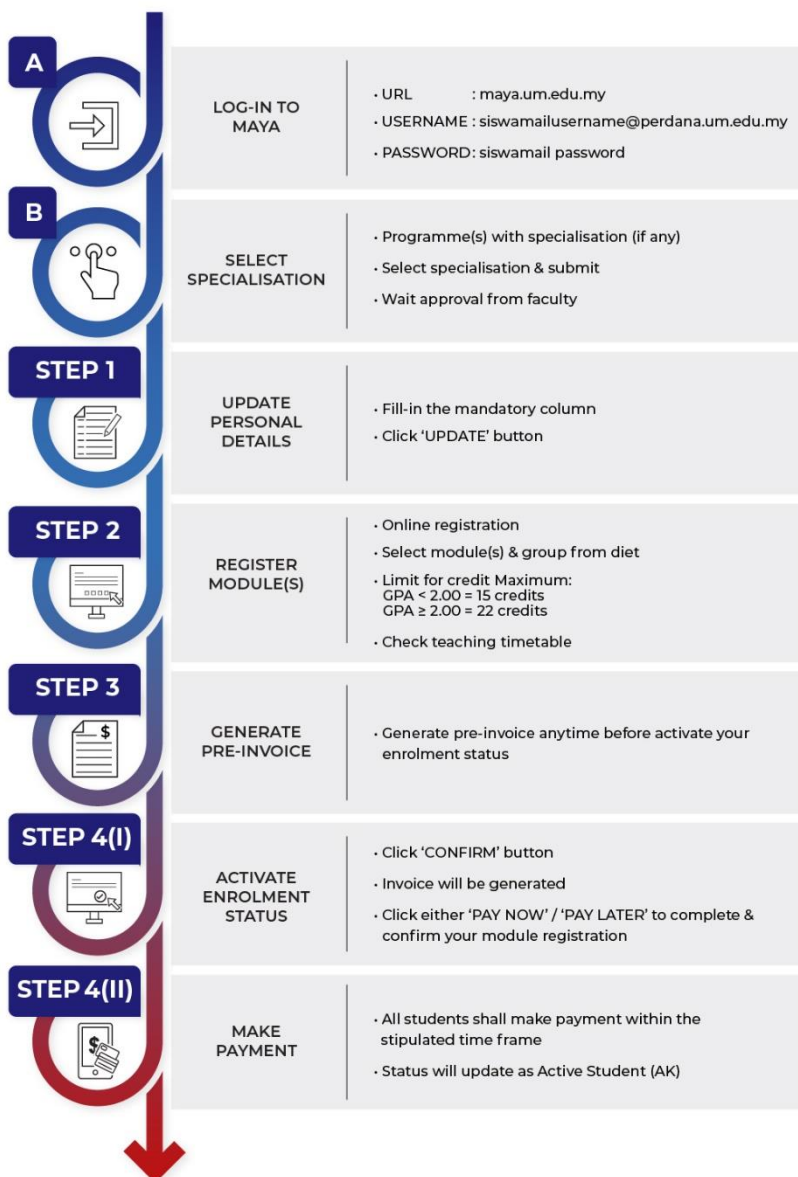 A
LOG-IN TO
MAYA
• URL : maya.um.edu.my
• USERNAME : siswamailusername@perdana.um.edu.my
• PASSWORD : siswamail password
B
SELECT
SPECIALISATION
• Programme(s) with specialisation (if any)
• Select specialisation & submit
• Wait approval from faculty
STEP 1
UPDATE
PERSONAL
DETAILS
• Fill-in the mandatory column
• Click ‘UPDATE’ button
STEP 2
REGISTER
MODULE(S)
• Online registration
• Select module(s) & group from diet
• Limit for credit Maximum:
GPA < 2.00 = 15 credits
GPA ≥ 2.00 = 22 credits
• Check teaching timetable
STEP 3
$
GENERATE
PRE-INVOICE
• Generate pre-invoice anytime before activate your
enrolment status
STEP 4(I)
ACTIVATE
ENROLMENT
STATUS
• Click ‘CONFIRM’ button
• Invoice will be generated
• Click either ‘PAY NOW’ / ‘PAY LATER’ to complete &
confirm your module registration
STEP 4(II)
$
MAKE
PAYMENT
• All students shall make payment within the
stipulated time frame
• Status will update as Active Student (AK)